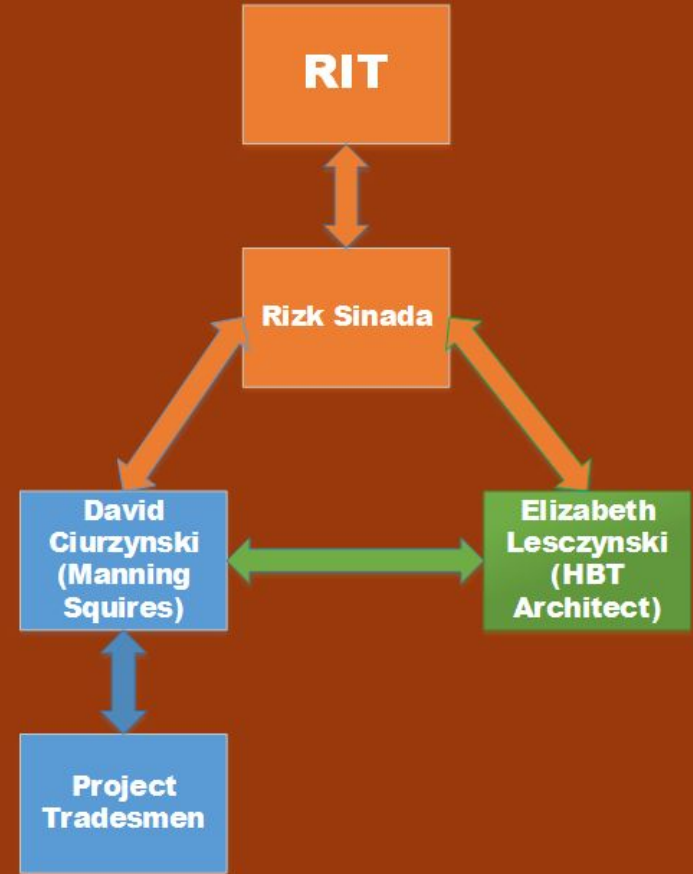 RIT
Rizk Sinada
David
Ciurzynski
(Manning
Squires)
Elizabeth
Lesczynski
(HBT
Architect)
Project
Tradesmen